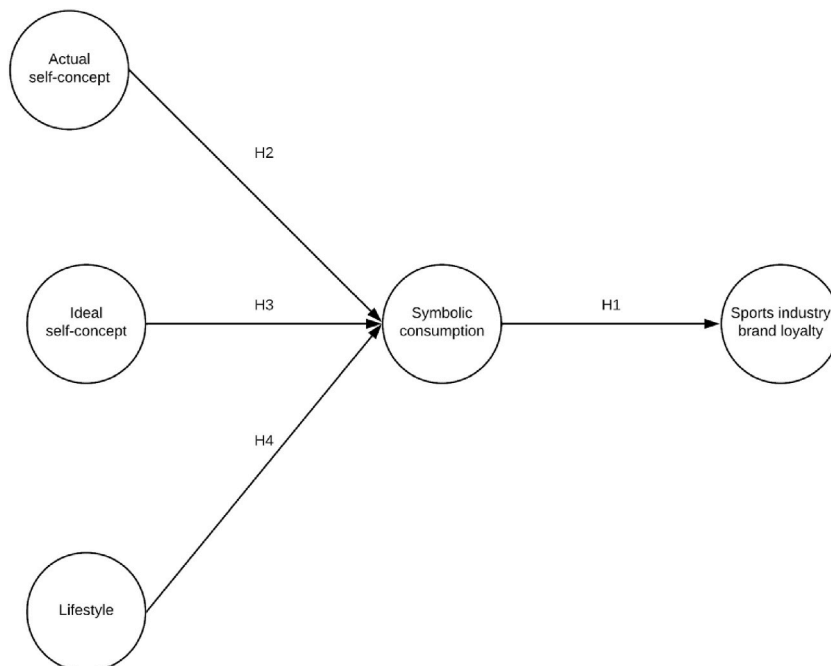 Actual
self-concept
H2
Ideal
self-concept
H3
Symbolic
consumption
H1
Sports industry
brand loyalty
H4
Lifestyle